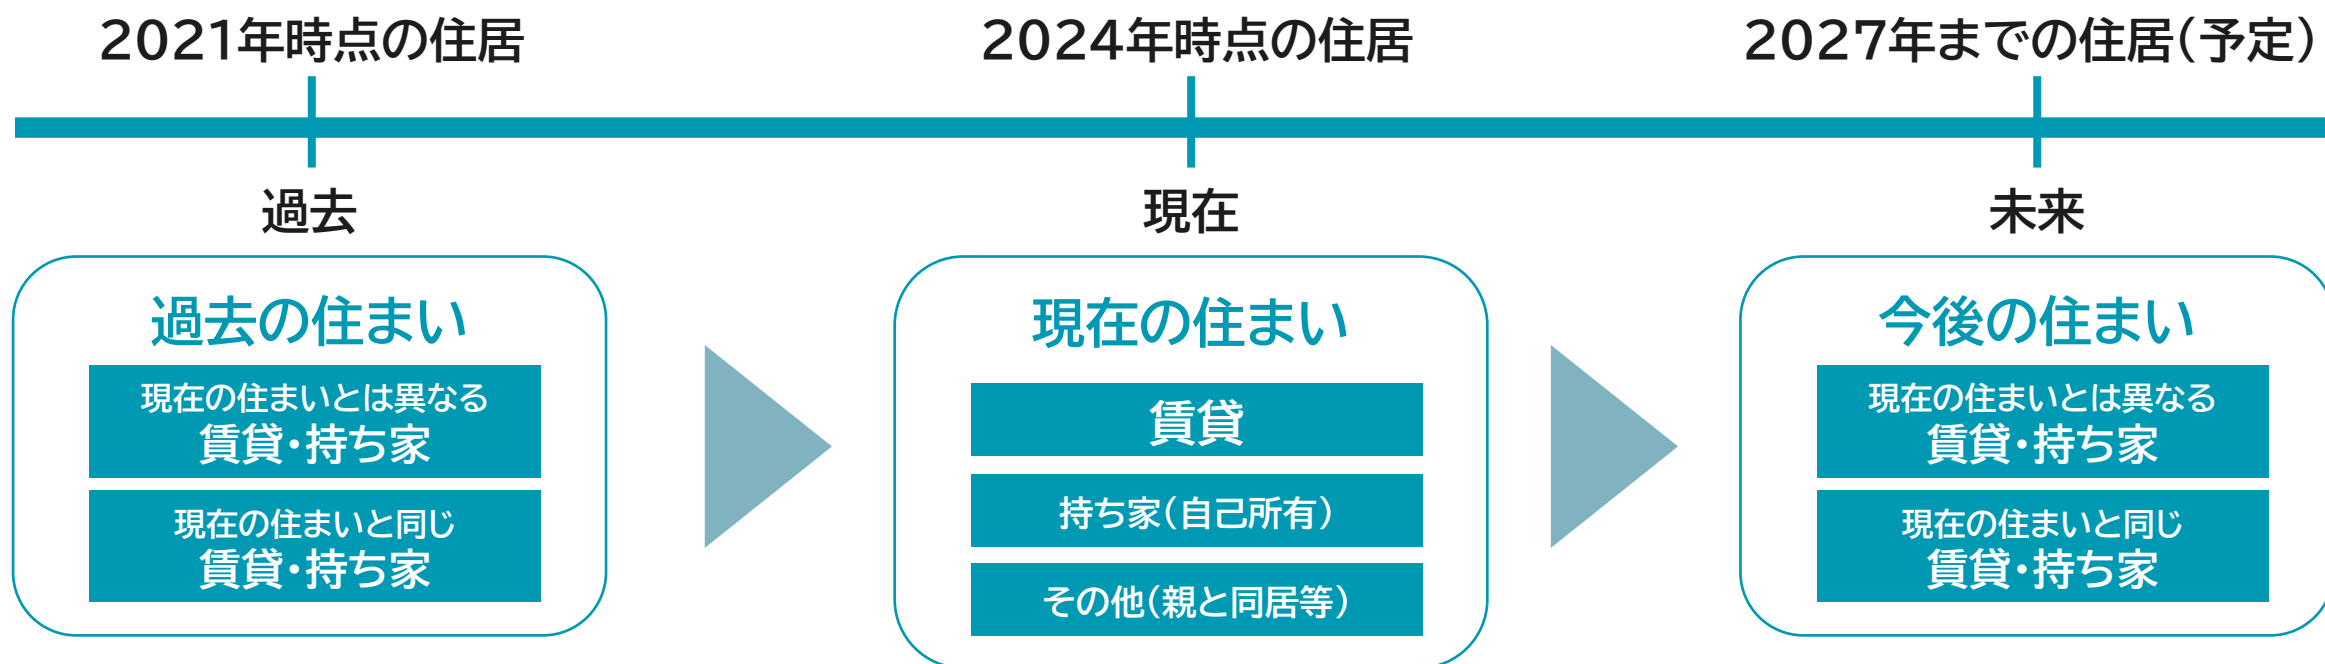 2021年時点の住居
2024年時点の住居
2027年までの住居(予定)
過去
現在
未来
過去の住まい
現在の住まいとは異なる
賃貸・持ち家
現在の住まいと同じ
賃貸・持ち家
現在の住まい
賃貸
持ち家(自己所有)
その他(親と同居等)
今後の住まい
現在の住まいとは異なる
賃貸・持ち家
現在の住まいと同じ
賃貸・持ち家